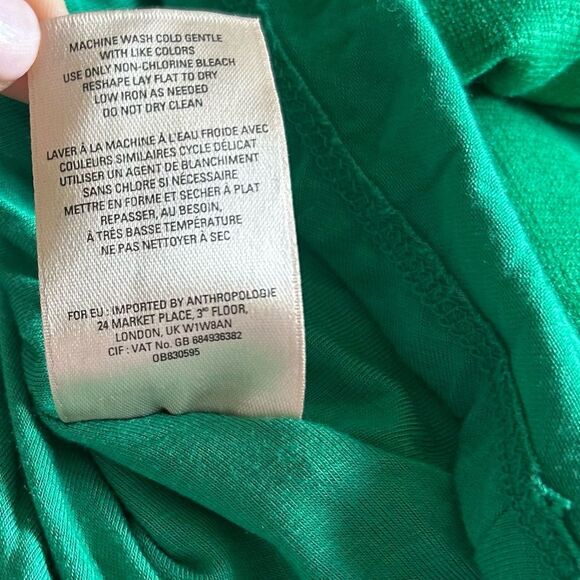 MACHINE WASH COLD GENTLE
WITH LIKE COLORS
USE ONLY NON-CHLORINE BLEACH
RESHAPE LAY FLAT TO DRY
LOW IRON AS NEEDED
DO NOT DRY CLEAN
LAVER À LA MACHINE À L'EAU FROIDE AVEC
COULEURS SIMILAIRES CYCLE DÉLICAT
UTILISER UN AGENT DE BLANCHIMENT
SANS CHLORE SI NÉCESSAIRE
METTRE EN FORME ET SÉCHER À PLAT
REPASSER, AU BESOIN,
À TRÈS BASSE TEMPÉRATURE
NE PAS NETTOYER À SEC
FOR EU : IMPORTED BY ANTHROPOLOGIE
24 MARKET PLACE, 3RD FLOOR,
LONDON, UK W1W8AN
CIF : VAT No. GB 684936382
OB830595